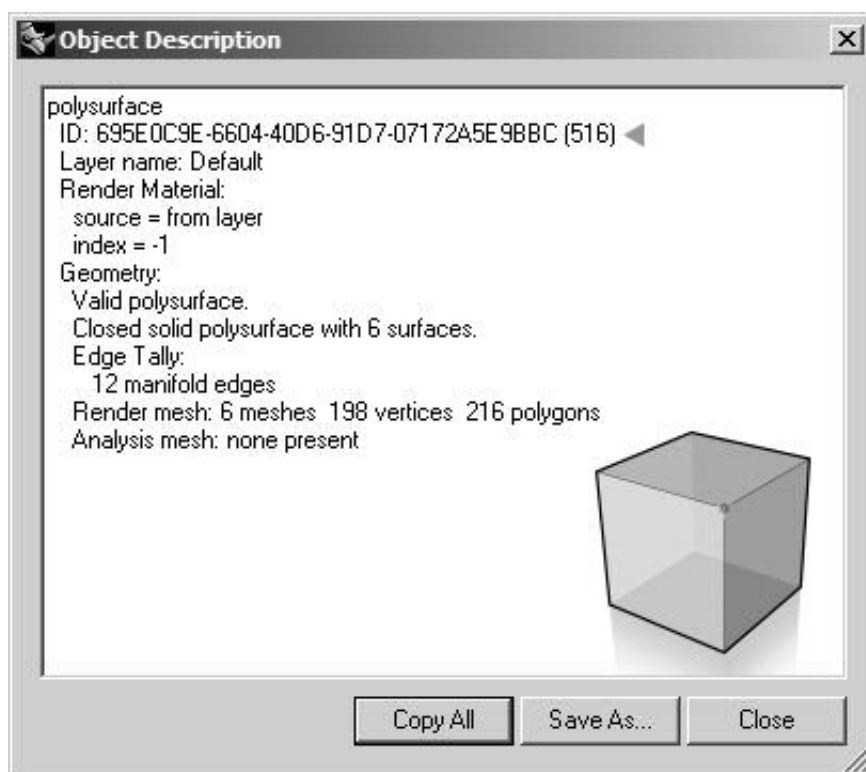 Object Description
polysurface
ID: 695E0C9E-6604-40D6-91D7-07172A5E9BBC (516)
Layer name: Default
Render Material:
source = from layer
index = -1
Geometry:
Valid polysurface.
Closed solid polysurface with 6 surfaces.
Edge Tally:
12 manifold edges
Render mesh: 6 meshes 198 vertices 216 polygons
Analysis mesh: none present
Copy All
Save As...
Close